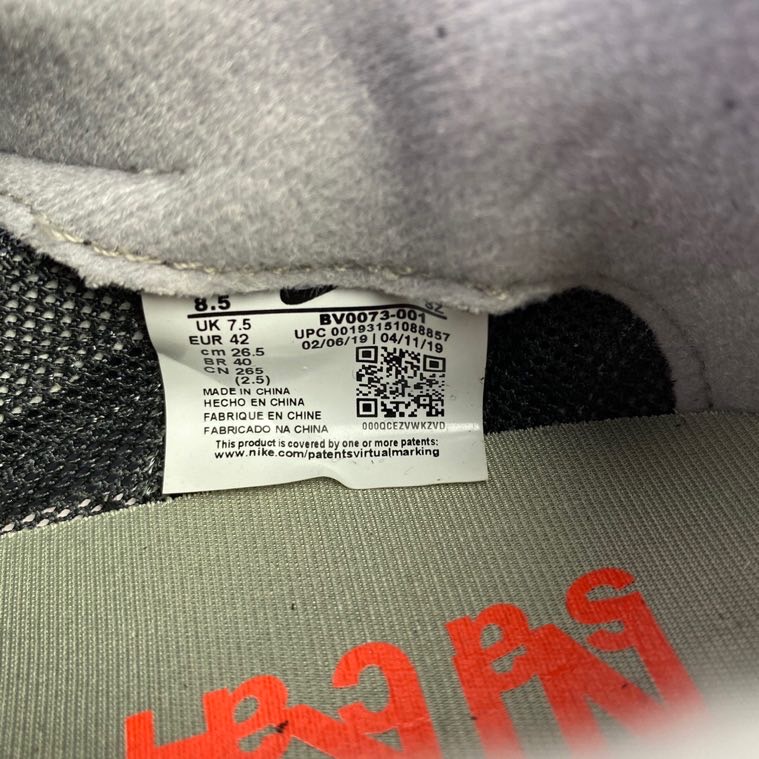 8.5
UK 7.5
EUR 42
cm 26.5
BR 40
CN 265
(2.5)
BV0073-001
UPC 00193151088857
02/06/19 | 04/11/19
000QCEZVWKZVD
MADE IN CHINA
HECHO EN CHINA
FABRIQUE EN CHINE
FABRICADO NA CHINA
This product is covered by one or more patents:
www.nike.com/patentsvirtualmarking